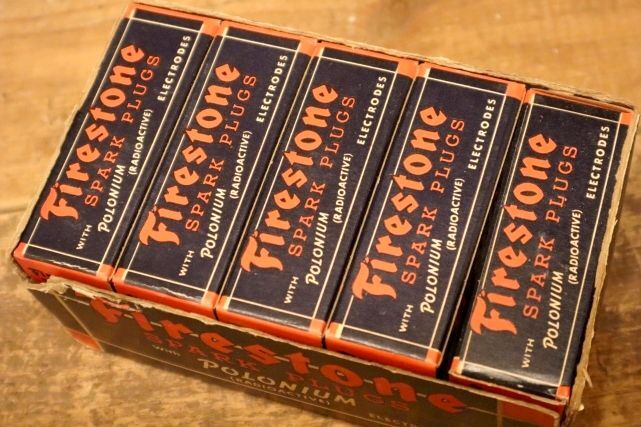 Firestone
SPARK PLUGS
WITH POLONIUM (RADIOACTIVE) ELECTRODES
Firestone
SPARK PLUGS
WITH POLONIUM (RADIOACTIVE) ELECTRODES
Firestone
SPARK PLUGS
WITH POLONIUM (RADIOACTIVE) ELECTRODES
Firestone
SPARK PLUGS
WITH POLONIUM (RADIOACTIVE) ELECTRODES
Firestone
SPARK PLUGS
WITH POLONIUM (RADIOACTIVE) ELECTRODES
Firestone
SPARK PLUGS
WITH POLONIUM
(RADIOACTIVE)